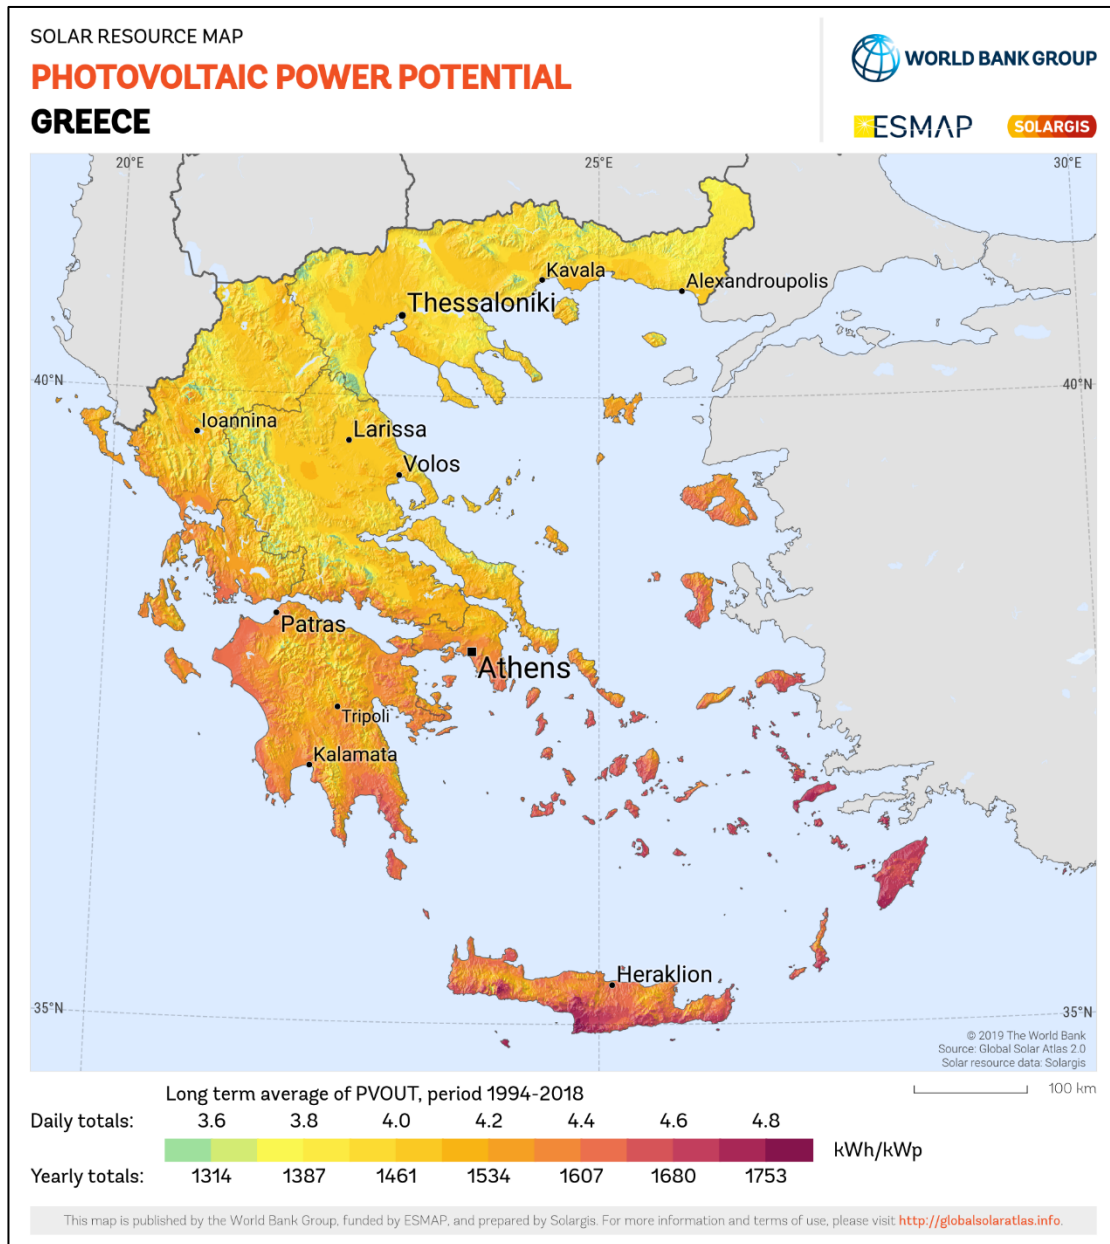 SOLAR RESOURCE MAP
PHOTOVOLTAIC POWER POTENTIAL
GREECE
WORLD BANK GROUP
ESMAP
SOLARGIS
20°E 25°E 30°E
Kavala
Alexandroupolis
Thessaloniki
40°N 40°N
Ioannina
Larissa
Volos
Patras
Athens
Tripoli
Kalamata
Heraklion
35°N 35°N
© 2019 The World Bank
Source: Global Solar Atlas 2.0
Solar resource data: Solargis
100 km
Long term average of PVOUT, period 1994-2018
Daily totals: 3.6 3.8 4.0 4.2 4.4 4.6 4.8
kWh/kWp
Yearly totals: 1314 1387 1461 1534 1607 1680 1753
This map is published by the World Bank Group, funded by ESMAP, and prepared by Solargis. For more information and terms of use, please visit http://globalsolaratlas.info.